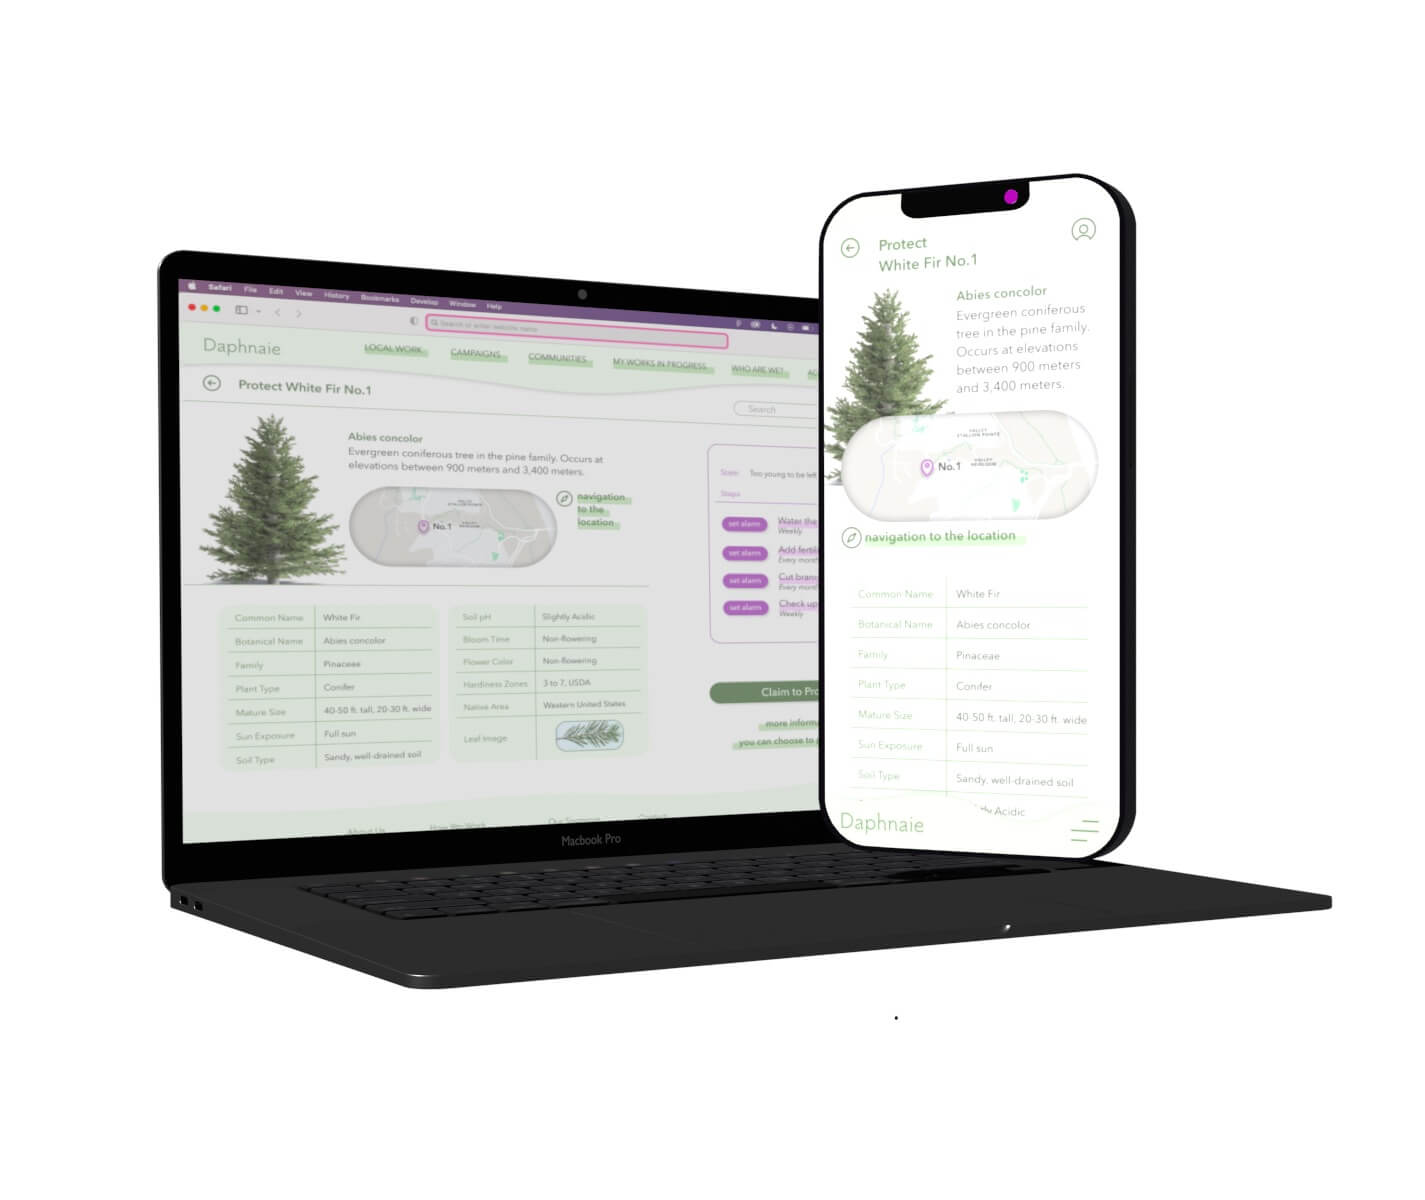 Safari File Edit View History Bookmarks Develop Window Help
Search or enter website name
Daphnaie
LOCAL WORK
CAMPAIGNS
COMMUNITIES
MY WORKS IN PROGRESS
WHO ARE WE?
Protect White Fir No.1
Search
Abies concolor
Evergreen coniferous tree in the pine family. Occurs at
elevations between 900 meters and 3,400 meters.
No.1
navigation
to the
location
Common Name White Fir
Botanical Name Abies concolor
Family Pinaceae
Plant Type Conifer
Mature Size 40-50 ft. tall, 20-30 ft. wide
Sun Exposure Full sun
Soil Type Sandy, well-drained soil
Soil pH Slightly Acidic
Bloom Time Non-flowering
Flower Color Non-flowering
Hardiness Zones 3 to 7, USDA
Native Area Western United States
Leaf Image
State: Too young to be left
Steps
set alarm Water the
Weekly
set alarm Add fertili
Every mont
set alarm Cut bran
Every mont
set alarm Check up
Weekly
Claim to Pro
more informa
you can choose to p
About Us
How We Work
Our Sponsors
Contact
Macbook Pro
Protect
White Fir No.1
Abies concolor
Evergreen coniferous
tree in the pine family.
Occurs at elevations
between 900 meters
and 3,400 meters.
VALLEY
STALLION POINTE
VALLEY
HEIRLOOM
No.1
navigation to the location
Common Name White Fir
Botanical Name Abies concolor
Family Pinaceae
Plant Type Conifer
Mature Size 40-50 ft. tall, 20-30 ft. wide
Sun Exposure Full sun
Soil Type Sandy, well-drained soil
Acidic
Daphnaie